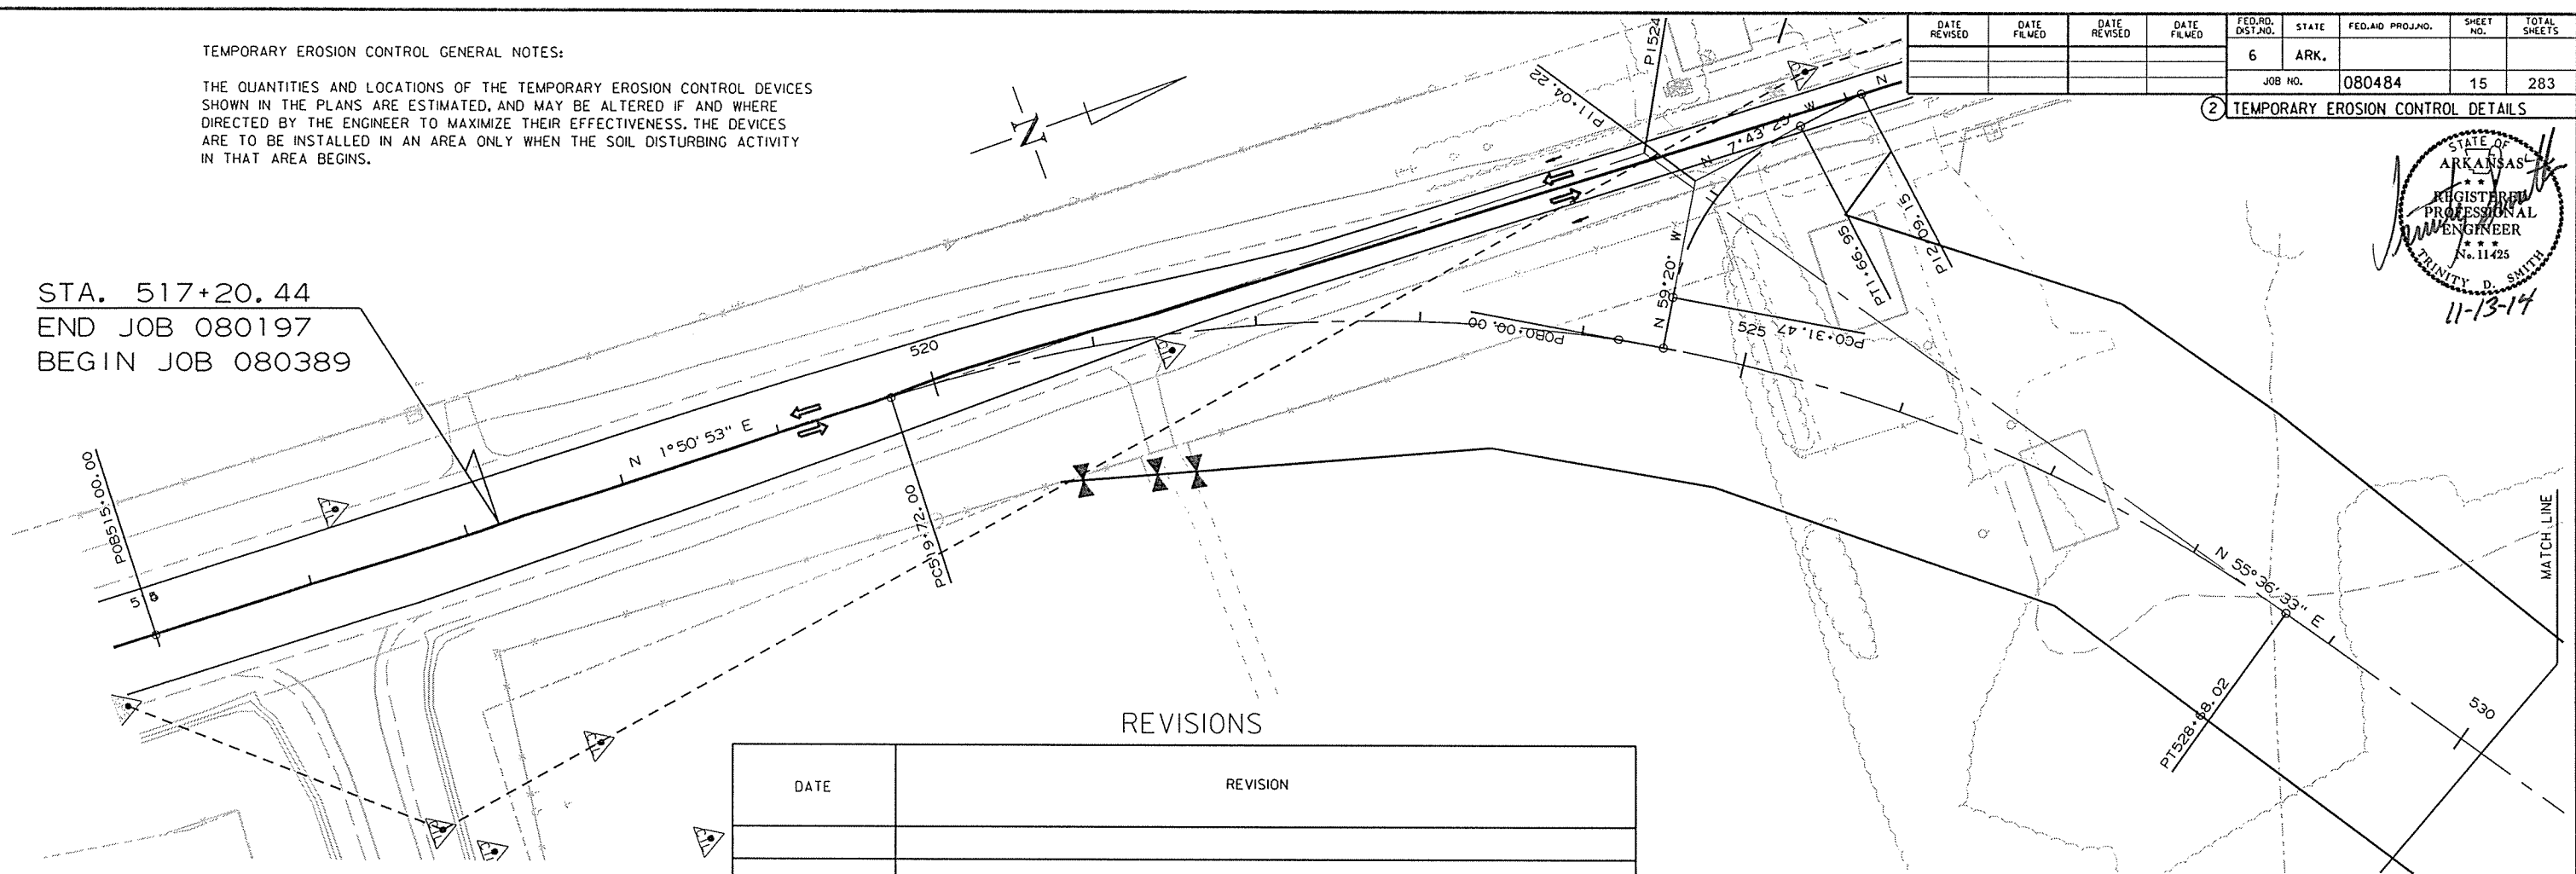 TEMPORARY EROSION CONTROL GENERAL NOTES:
THE QUANTITIES AND LOCATIONS OF THE TEMPORARY EROSION CONTROL DEVICES
SHOWN IN THE PLANS ARE ESTIMATED, AND MAY BE ALTERED IF AND WHERE
DIRECTED BY THE ENGINEER TO MAXIMIZE THEIR EFFECTIVENESS. THE DEVICES
ARE TO BE INSTALLED IN AN AREA ONLY WHEN THE SOIL DISTURBING ACTIVITY
IN THAT AREA BEGINS.
DATE REVISED
DATE FILMED
DATE REVISED
DATE FILMED
FED.RD. DIST.NO.
STATE
FED.AID PROJ.NO.
SHEET NO.
TOTAL SHEETS
6
ARK.
JOB NO.
080484
15
283
2
TEMPORARY EROSION CONTROL DETAILS
STATE OF
ARKANSAS
★ ★
REGISTERED
PROFESSIONAL
ENGINEER
★ ★ ★
No. 11425
TRINITY D. SMITH
11-13-14
N
STA. 517+20.44
END JOB 080197
BEGIN JOB 080389
POB515+00.00
N 1°50'53" E
PC519+72.00
520
PI1+04.22
PI524
N 7°43'25" W
N
PI2+09.15
PT1+66.95
N 59°20" W
POB0+00.00
PC0+31.47
525
N 55°36'33" E
PT528+68.02
530
MATCH LINE
REVISIONS
DATE
REVISION